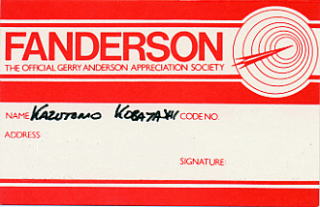 FANDERSON
THE OFFICIAL GERRY ANDERSON APPRECIATION SOCIETY
NAME KAZUTOMO KOBAYASHI CODE NO.
ADDRESS
SIGNATURE